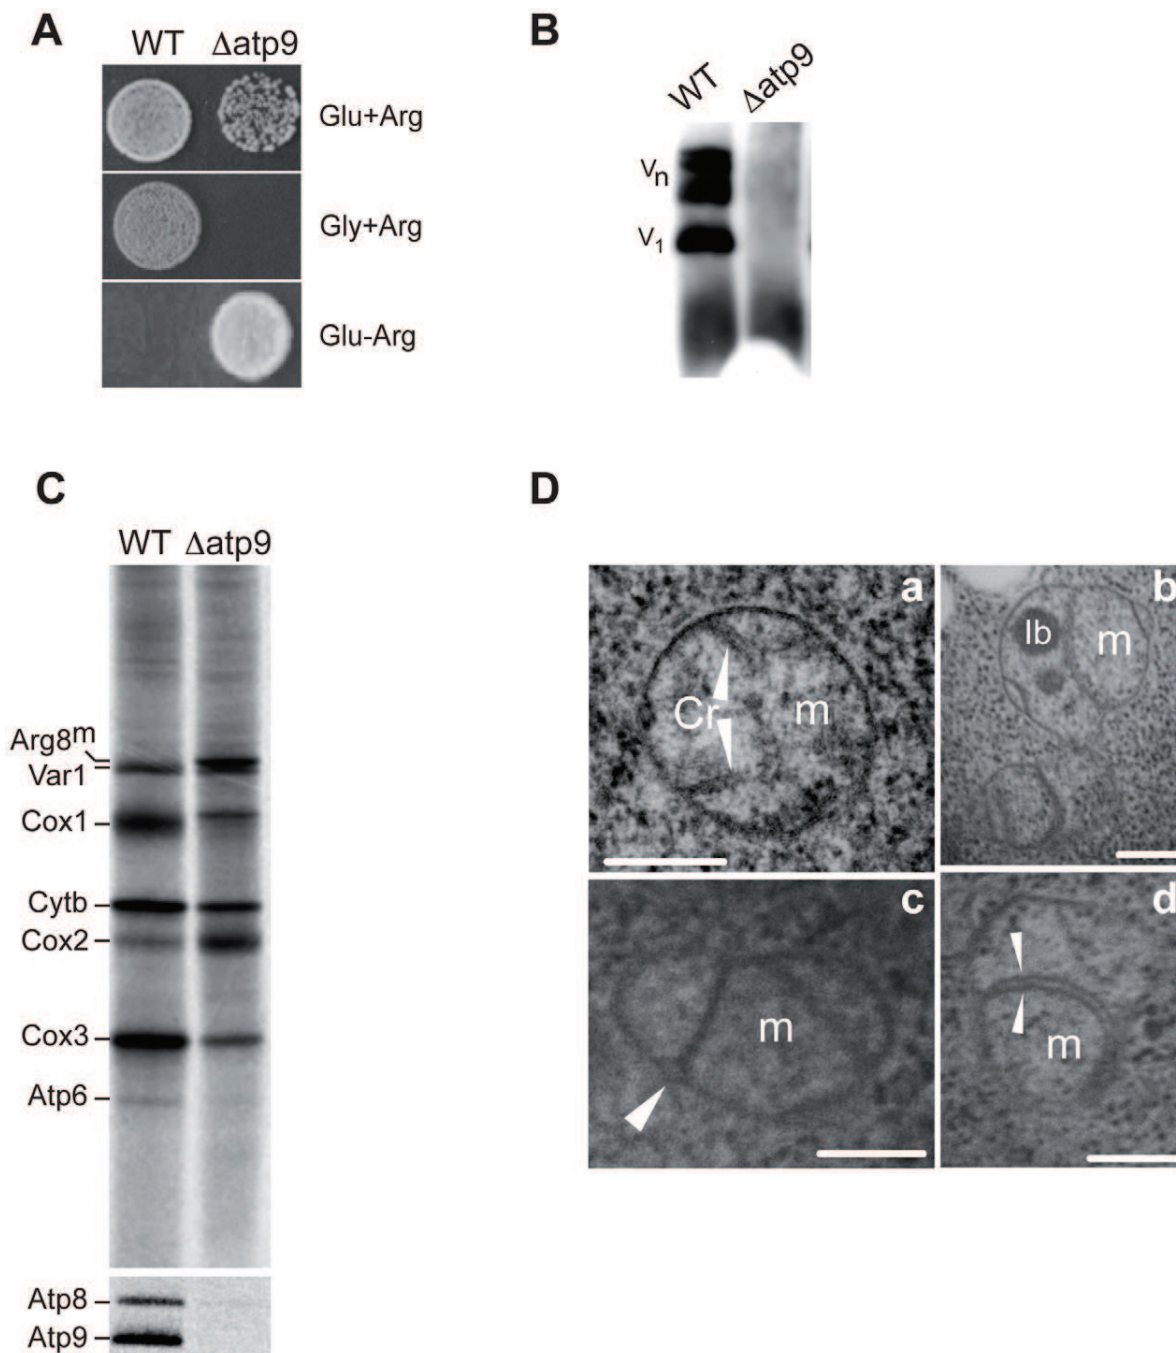 A
WT Δatp9
Glu+Arg
Gly+Arg
Glu-Arg
B
WT Δatp9
Vn
V1
C
WT Δatp9
Arg8m
Var1
Cox1
Cytb
Cox2
Cox3
Atp6
Atp8
Atp9
D
a
Cr m
b
lb m
c
m
d
m